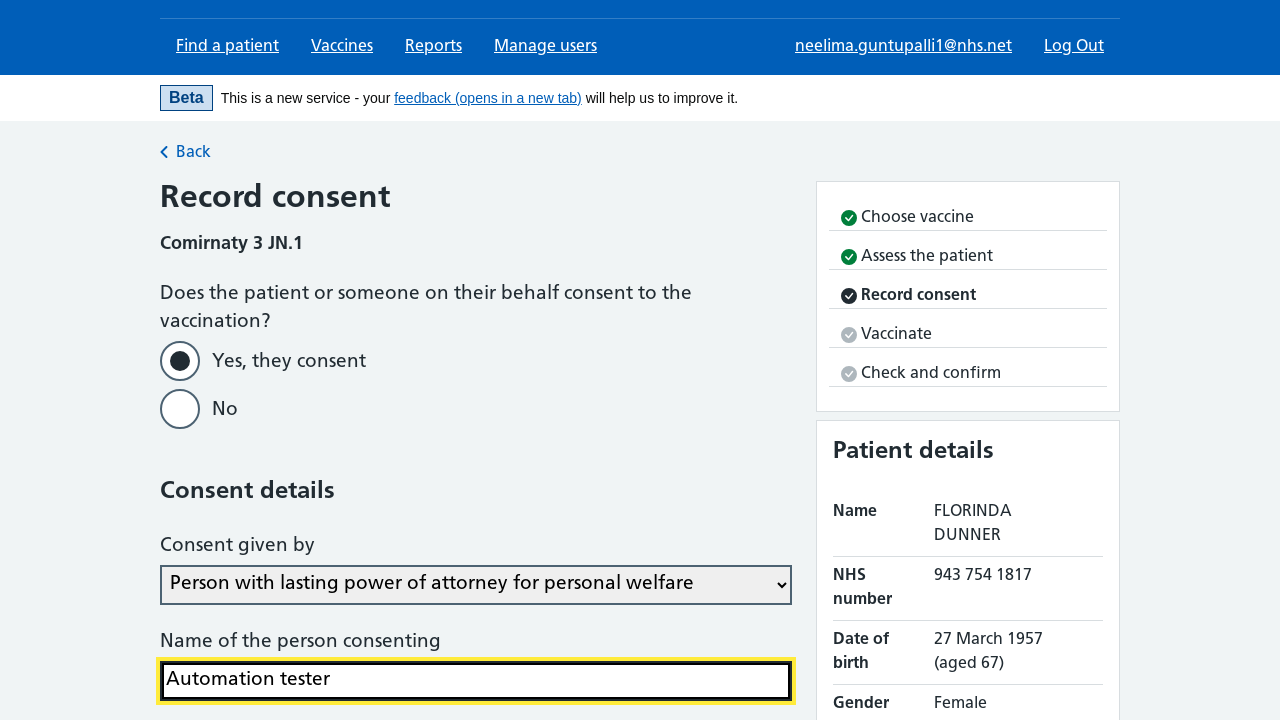 Find a patient
Vaccines
Reports
Manage users
neelima.guntupalli1@nhs.net
Log Out
Beta
This is a new service - your feedback (opens in a new tab) will help us to improve it.
Back
Record consent
Comirnaty 3 JN.1
Does the patient or someone on their behalf consent to the
vaccination?
Yes, they consent
No
Consent details
Consent given by
Person with lasting power of attorney for personal welfare
Name of the person consenting
Automation tester
Choose vaccine
Assess the patient
Record consent
Vaccinate
Check and confirm
Patient details
Name
FLORINDA
DUNNER
NHS
number
943 754 1817
Date of
birth
27 March 1957
(aged 67)
Gender
Female